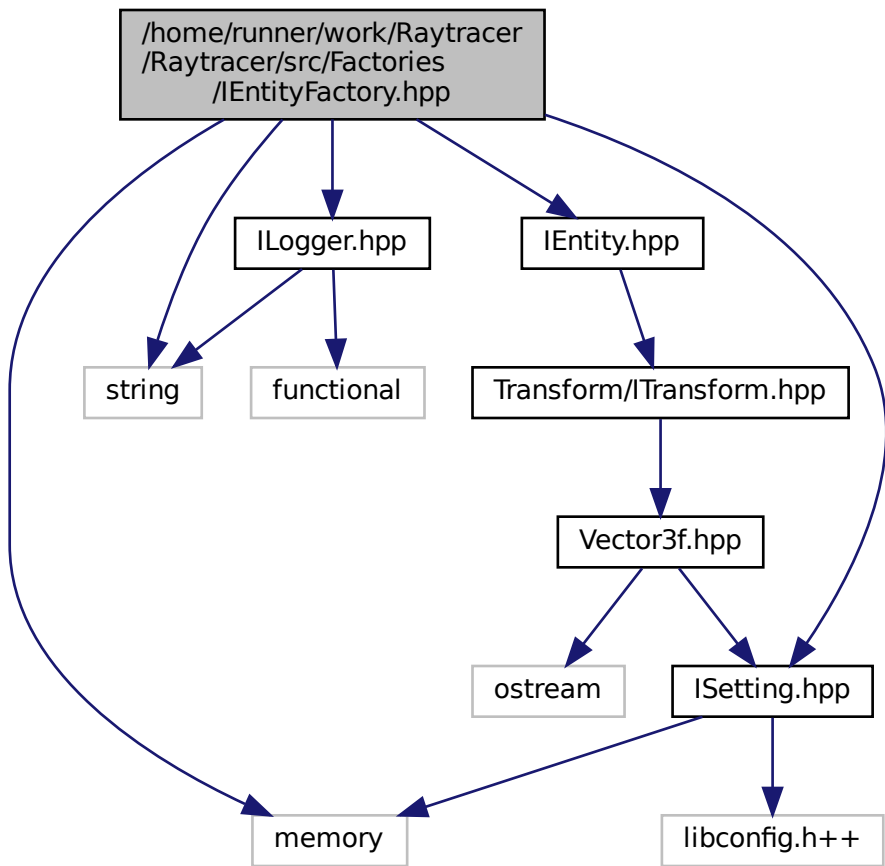 /home/runner/work/Raytracer
/Raytracer/src/Factories
/IEntityFactory.hpp
ILogger.hpp
IEntity.hpp
string
functional
Transform/ITransform.hpp
Vector3f.hpp
ostream
ISetting.hpp
memory
libconfig.h++